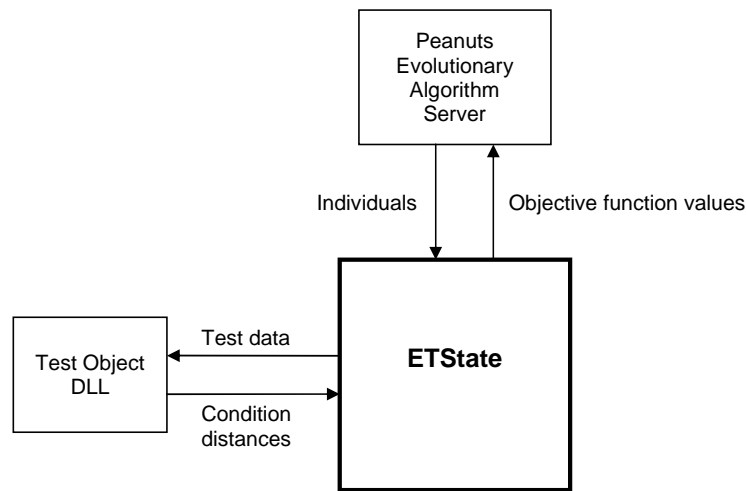 Peanuts
Evolutionary
Algorithm
Server
Individuals
Objective function values
Test Object
DLL
Test data
Condition
distances
ETState